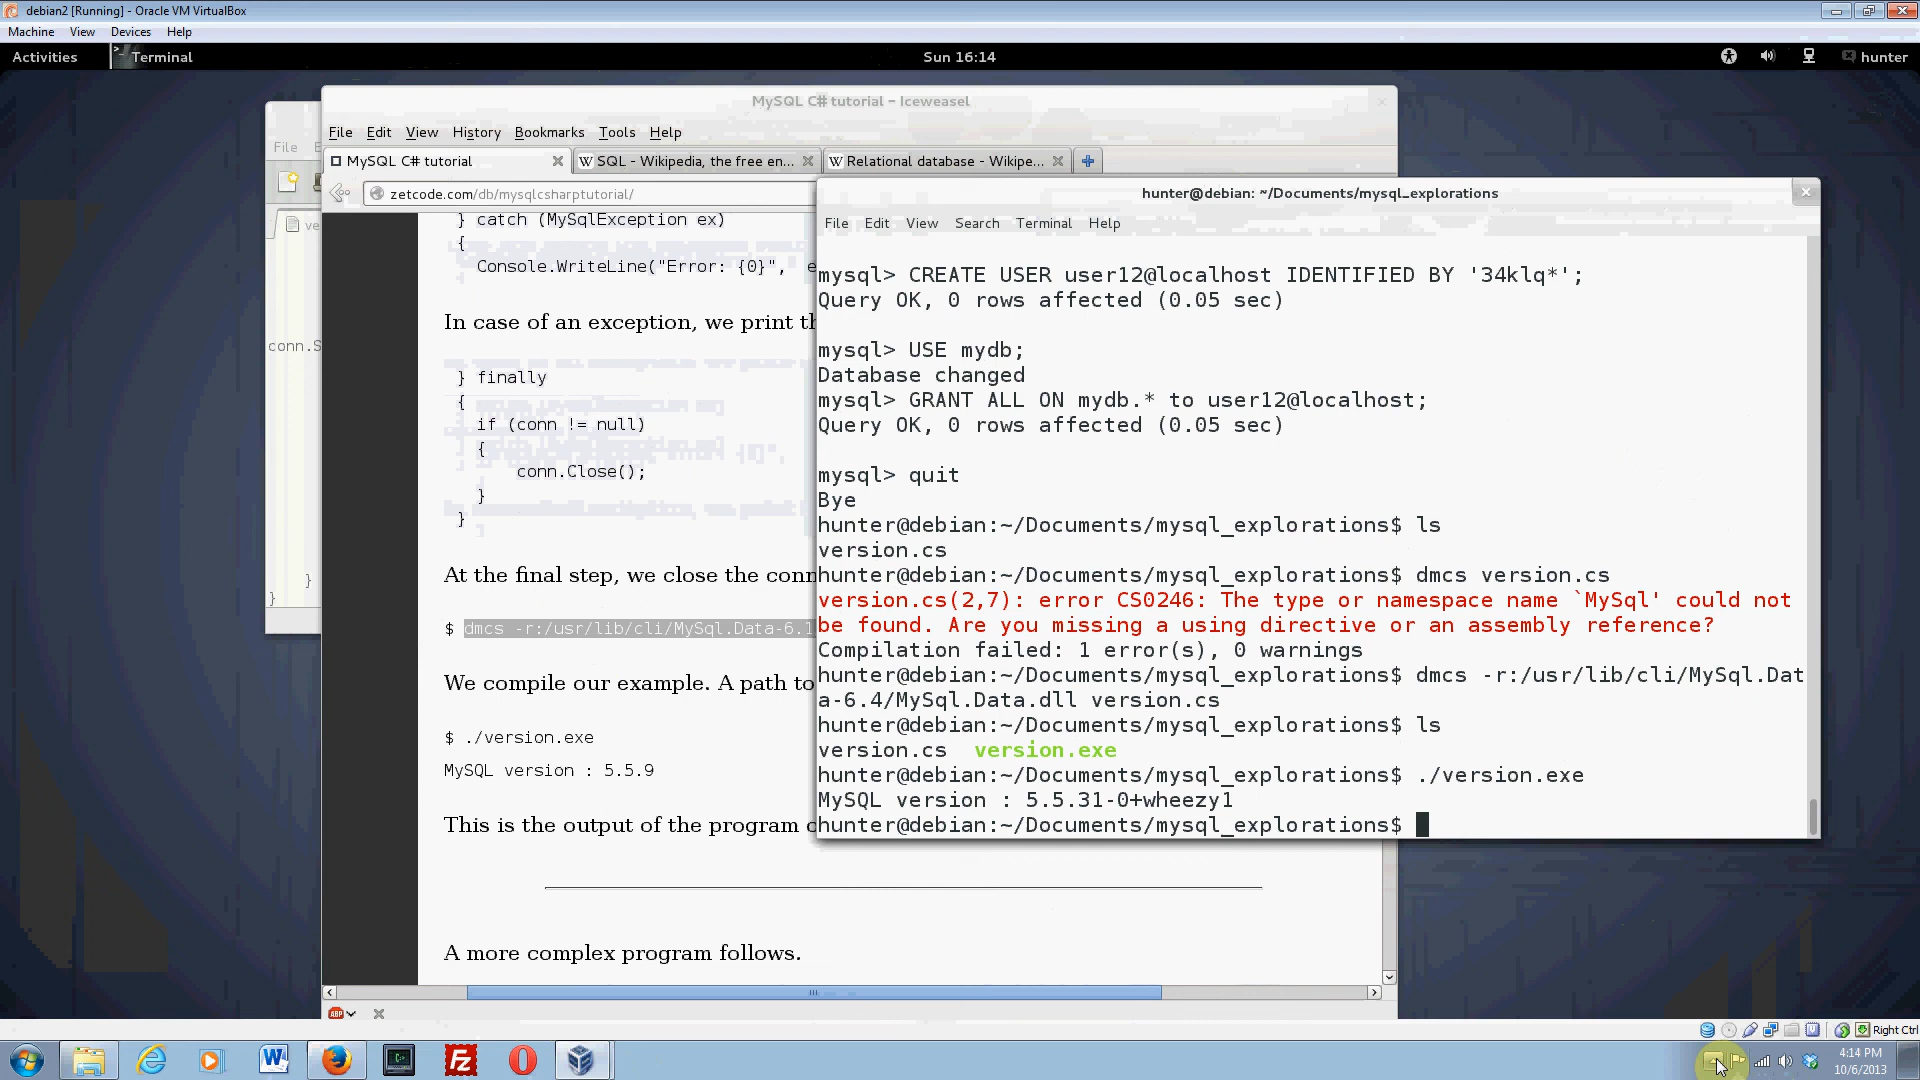 debian2 [Running] - Oracle VM VirtualBox
Machine View Devices Help
Activities Terminal Sun 16:14 hunter
MySQL C# tutorial - Iceweasel
File Edit View History Bookmarks Tools Help
File
MySQL C# tutorial SQL - Wikipedia, the free en... Relational database - Wikipe...
zetcode.com/db/mysqlcsharptutorial/
ve
conn.S
}
}
} catch (MySqlException ex)
{
Console.WriteLine("Error: {0}", e
In case of an exception, we print th
} finally
{
if (conn != null)
{
conn.Close();
}
}
At the final step, we close the conn
$ dmcs -r:/usr/lib/cli/MySql.Data-6.1
We compile our example. A path to
$ ./version.exe
MySQL version : 5.5.9
This is the output of the program o
A more complex program follows.
ABP
hunter@debian: ~/Documents/mysql_explorations
File Edit View Search Terminal Help
mysql> CREATE USER user12@localhost IDENTIFIED BY '34klq*';
Query OK, 0 rows affected (0.05 sec)
mysql> USE mydb;
Database changed
mysql> GRANT ALL ON mydb.* to user12@localhost;
Query OK, 0 rows affected (0.05 sec)
mysql> quit
Bye
hunter@debian:~/Documents/mysql_explorations$ ls
version.cs
hunter@debian:~/Documents/mysql_explorations$ dmcs version.cs
version.cs(2,7): error CS0246: The type or namespace name `MySql' could not
be found. Are you missing a using directive or an assembly reference?
Compilation failed: 1 error(s), 0 warnings
hunter@debian:~/Documents/mysql_explorations$ dmcs -r:/usr/lib/cli/MySql.Dat
a-6.4/MySql.Data.dll version.cs
hunter@debian:~/Documents/mysql_explorations$ ls
version.cs version.exe
hunter@debian:~/Documents/mysql_explorations$ ./version.exe
MySQL version : 5.5.31-0+wheezy1
hunter@debian:~/Documents/mysql_explorations$
Right Ctrl
4:14 PM
10/6/2013